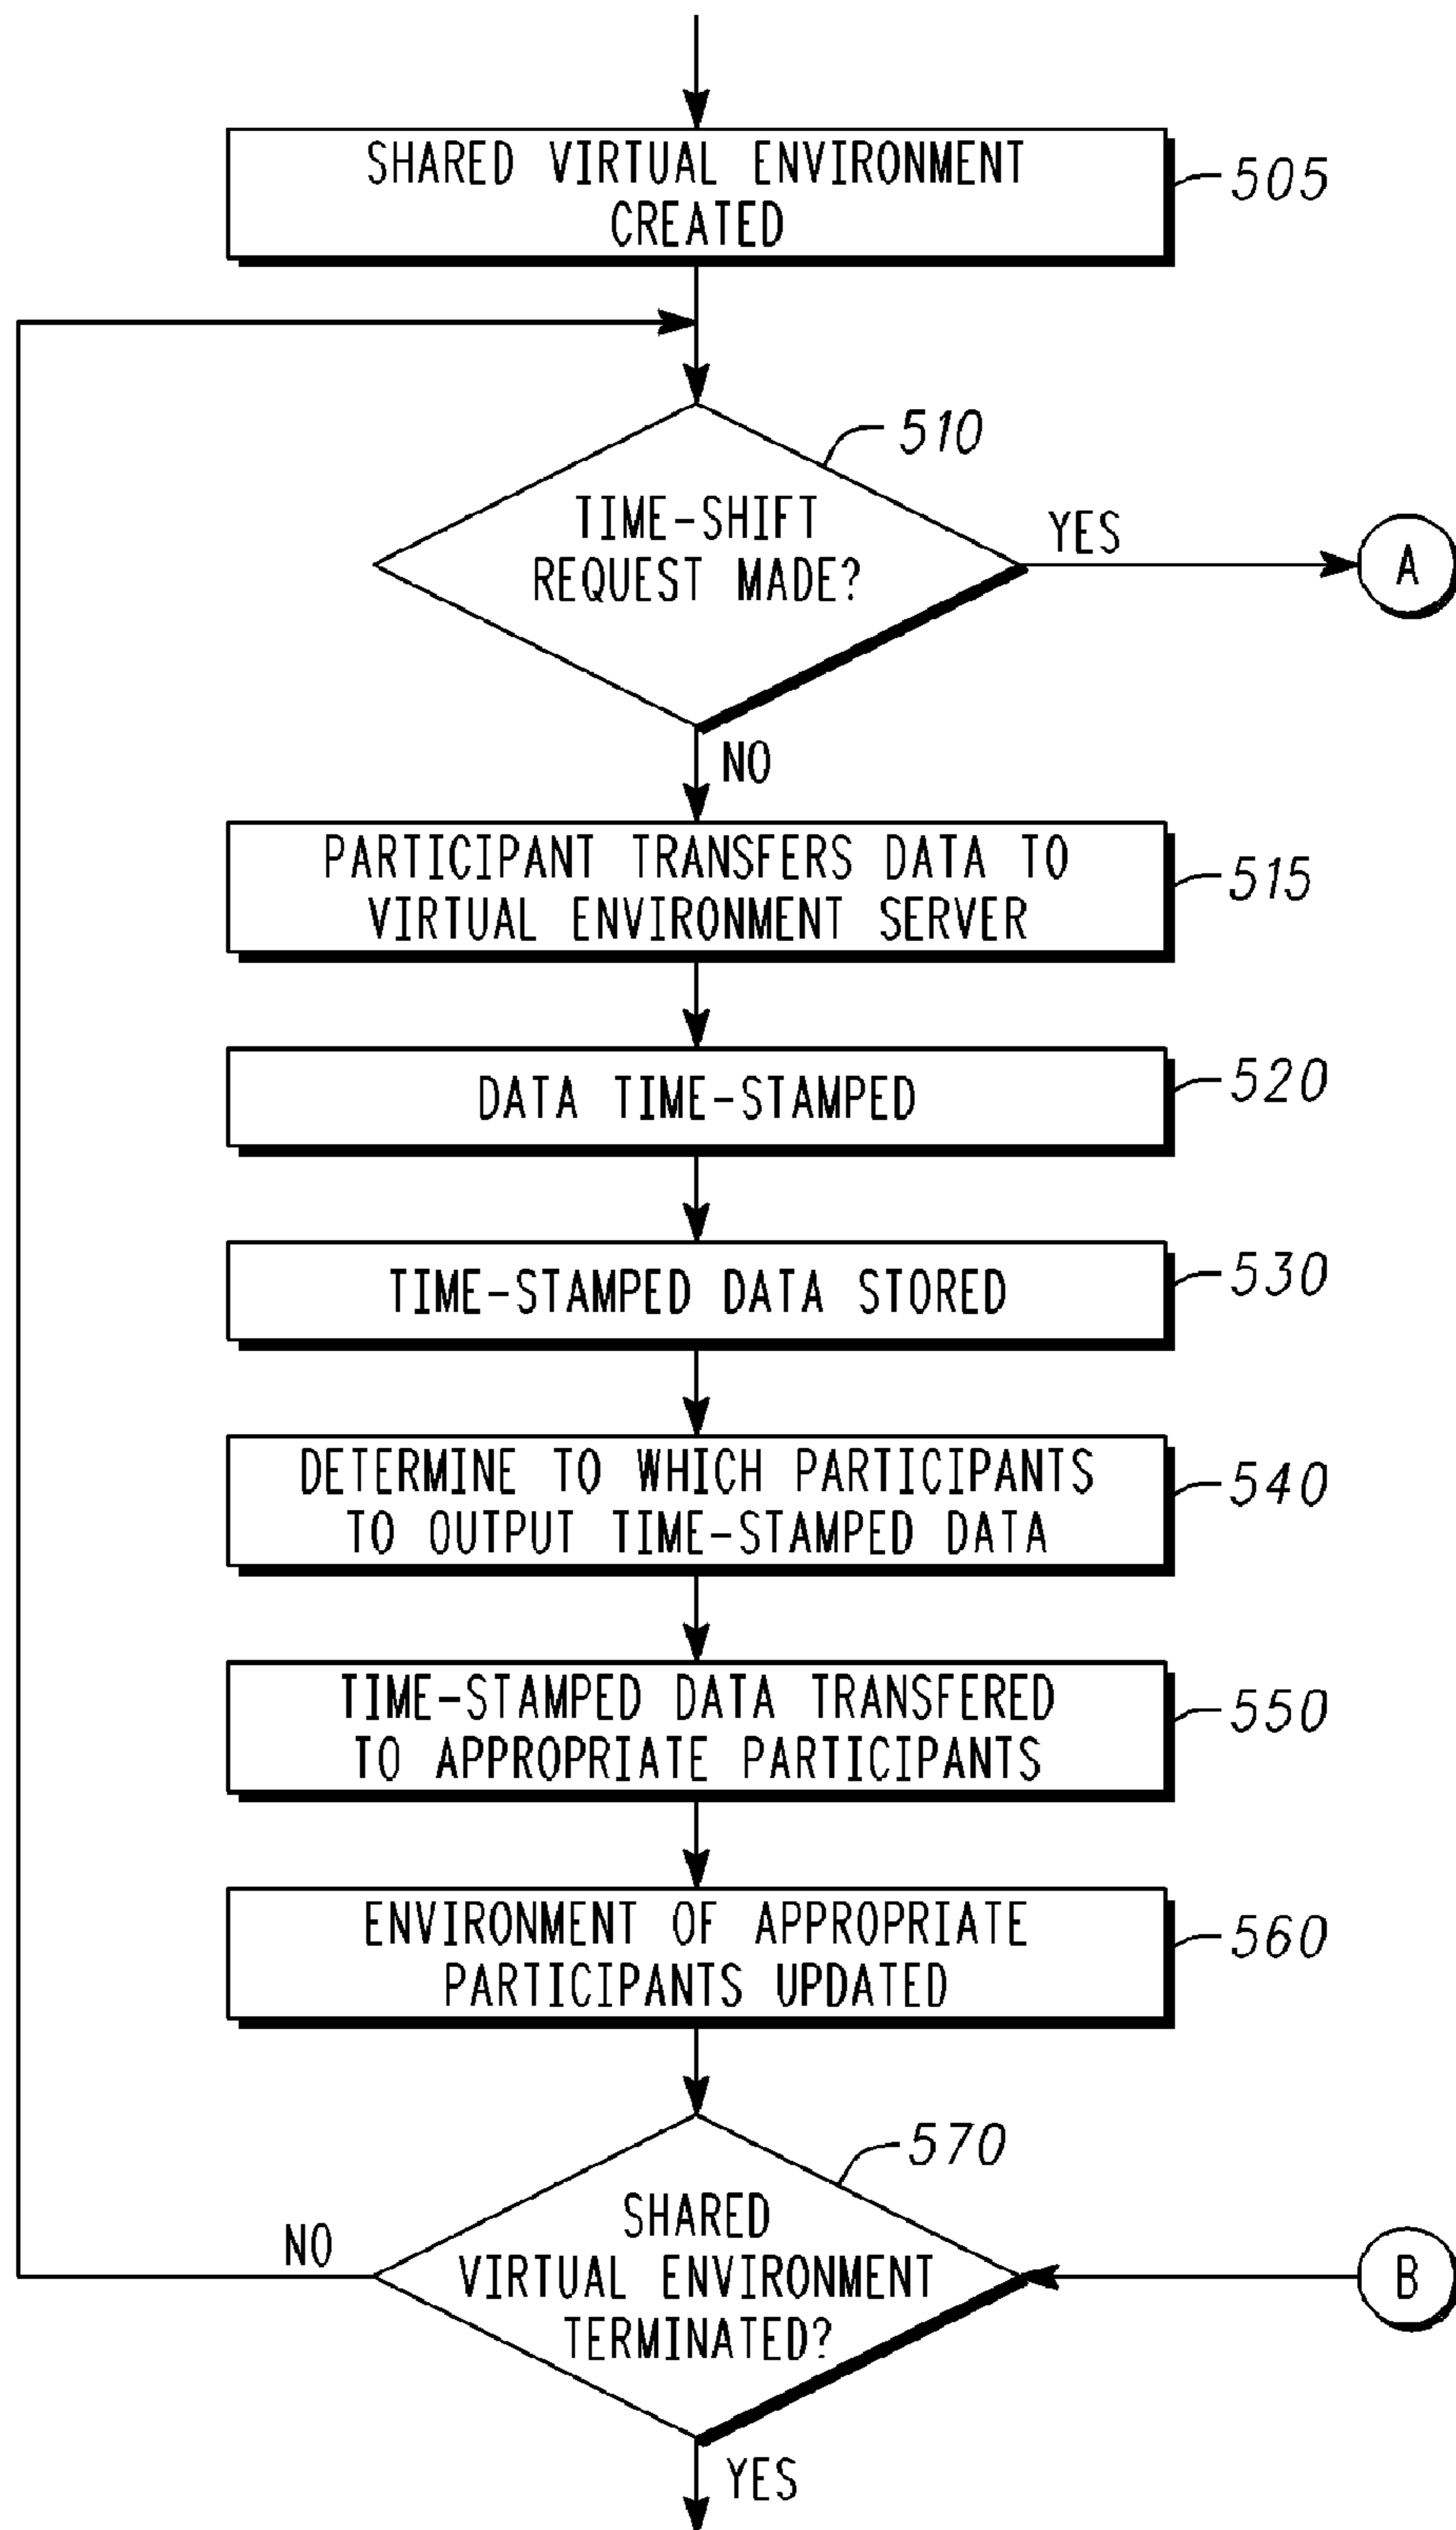 SHARED VIRTUAL ENVIRONMENT
CREATED
505
510
TIME-SHIFT
REQUEST MADE?
YES
A
NO
PARTICIPANT TRANSFERS DATA TO
VIRTUAL ENVIRONMENT SERVER
515
DATA TIME-STAMPED
520
TIME-STAMPED DATA STORED
530
DETERMINE TO WHICH PARTICIPANTS
TO OUTPUT TIME-STAMPED DATA
540
TIME-STAMPED DATA TRANSFERED
TO APPROPRIATE PARTICIPANTS
550
ENVIRONMENT OF APPROPRIATE
PARTICIPANTS UPDATED
560
570
SHARED
VIRTUAL ENVIRONMENT
TERMINATED?
NO
B
YES